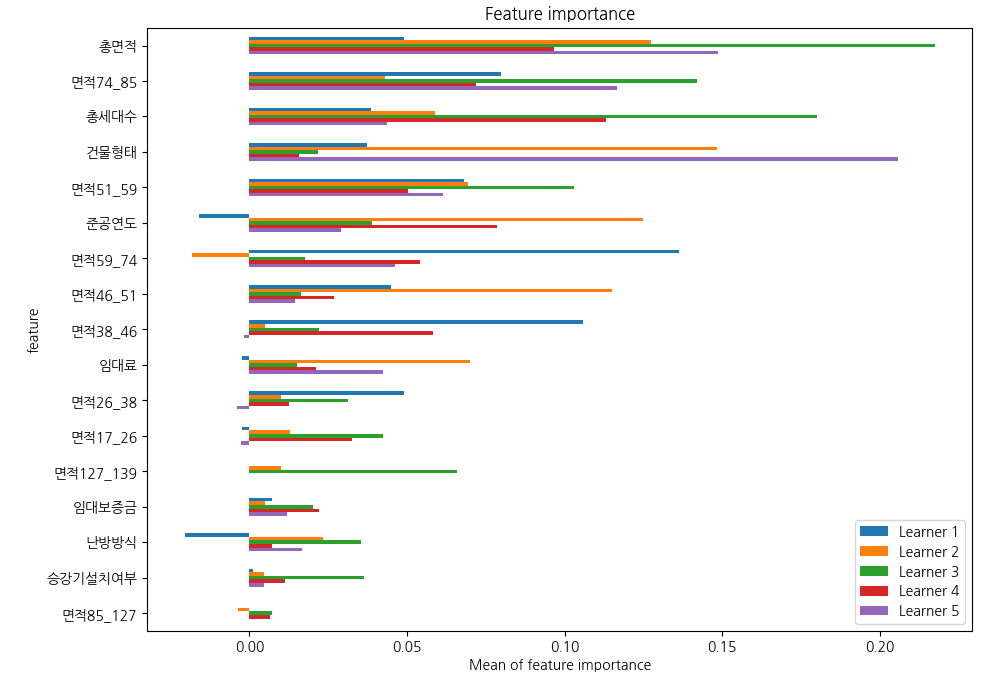 Feature importance
총면적
면적74_85
총세대수
건물형태
면적51_59
준공연도
면적59_74
면적46_51
면적38_46
임대료
면적26_38
면적17_26
면적127_139
임대보증금
난방방식
승강기설치여부
면적85_127
feature
Learner 1
Learner 2
Learner 3
Learner 4
Learner 5
0.00 0.05 0.10 0.15 0.20
Mean of feature importance